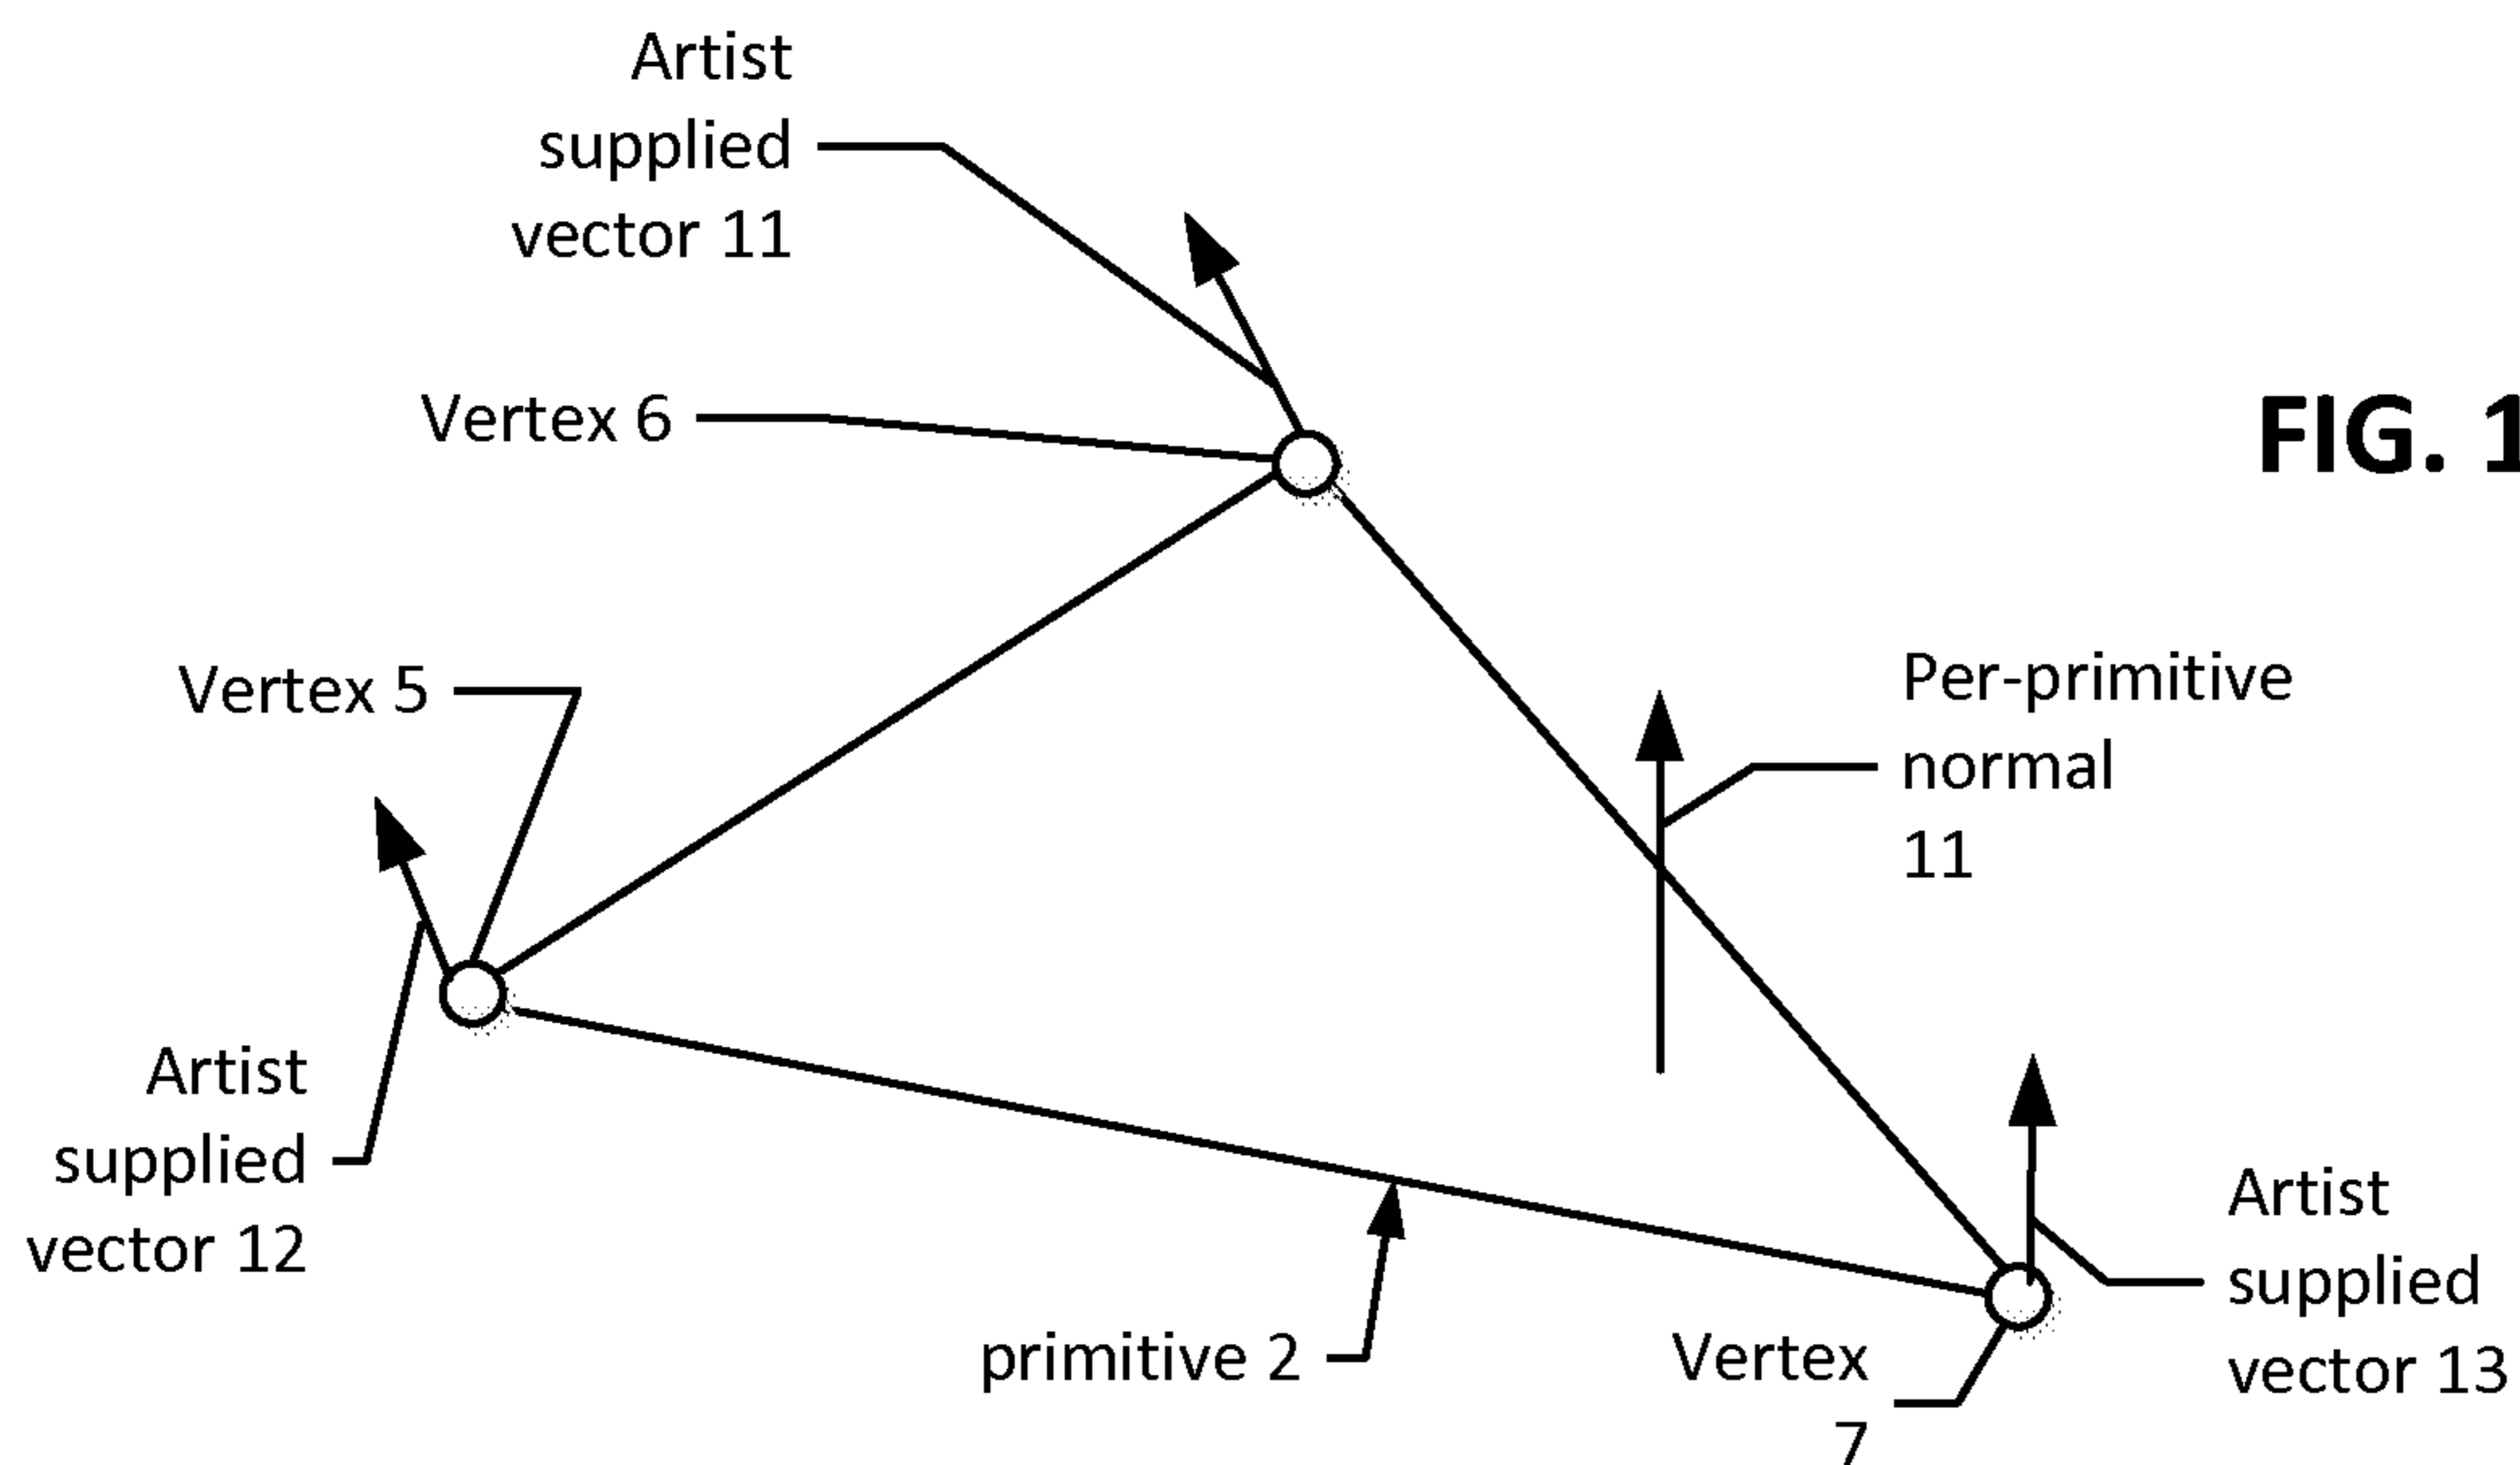 Artist
supplied
vector 11
Vertex 6
FIG. 1
Vertex 5
Per-primitive
normal
11
Artist
supplied
vector 12
Artist
supplied
vector 13
primitive 2
Vertex
7